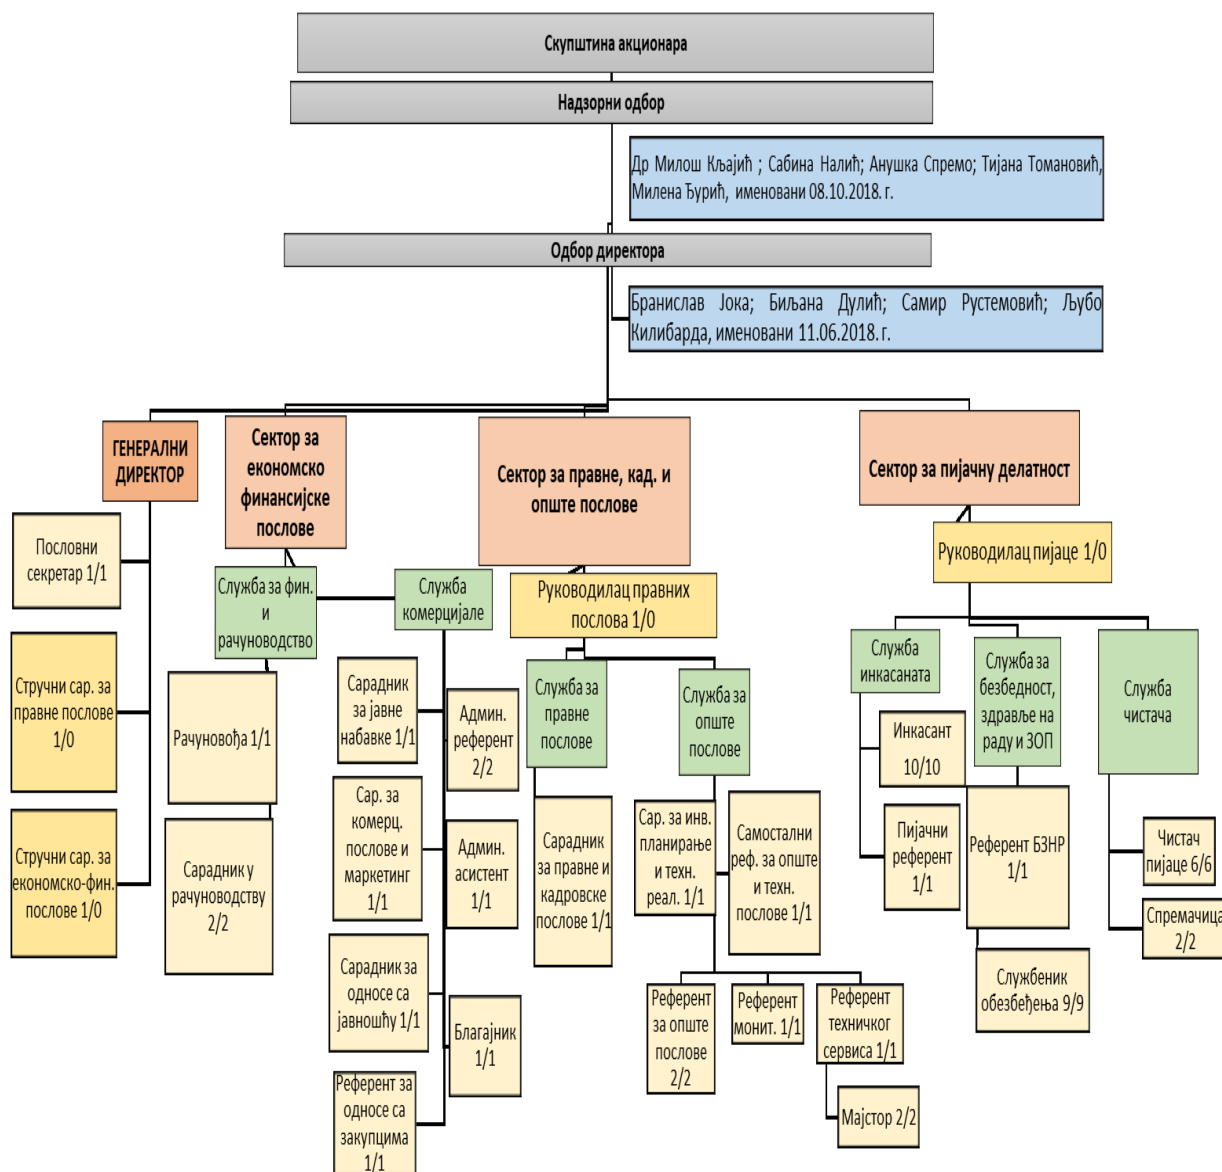 Скупштина акционара
Надзорни одбор
Др Милош Кљајић ; Сабина Налић; Анушка Спремо; Тијана Томановић,
Милена Ђурић, именовани 08.10.2018. г.
Одбор директора
Бранислав Јока; Биљана Дулић; Самир Рустемовић; Љубо
Килибарда, именовани 11.06.2018. г.
ГЕНЕРАЛНИ
ДИРЕКТОР
Пословни
секретар 1/1
Стручни сар. за
правне послове
1/0
Стручни сар. за
економско-фин.
послове 1/0
Сектор за
економско
финансијске
послове
Служба за фин.
и
рачуноводство
Рачуновођа 1/1
Сарадник у
рачуноводству
2/2
Служба
комерцијале
Сарадник
за јавне
набавке 1/1
Админ.
референт
2/2
Сар. за
комерц.
послове и
маркетинг
1/1
Админ.
асистент
1/1
Сарадник за
односе са
јавношћу 1/1
Благајник
1/1
Референт за
односе са
закупцима
1/1
Сектор за правне, кад. и
опште послове
Руководилац правних
послова 1/0
Служба за
правне
послове
Сарадник
за правне и
кадровске
послове 1/1
Служба за
опште
послове
Сар. за инв.
планирање
и техн.
реал. 1/1
Самостални
реф. за опште
и техн.
послове 1/1
Референт
за опште
послове
2/2
Референт
монит. 1/1
Референт
техничког
сервиса 1/1
Мајстор 2/2
Сектор за пијачну делатност
Руководилац пијаце 1/0
Служба
инкасаната
Инкасант
10/10
Пијачни
референт
1/1
Служба за
безбедност,
здравље на
раду и ЗОП
Референт БЗНР
1/1
Службеник
обезбеђења 9/9
Служба
чистача
Чистач
пијаце 6/6
Спремачица
2/2